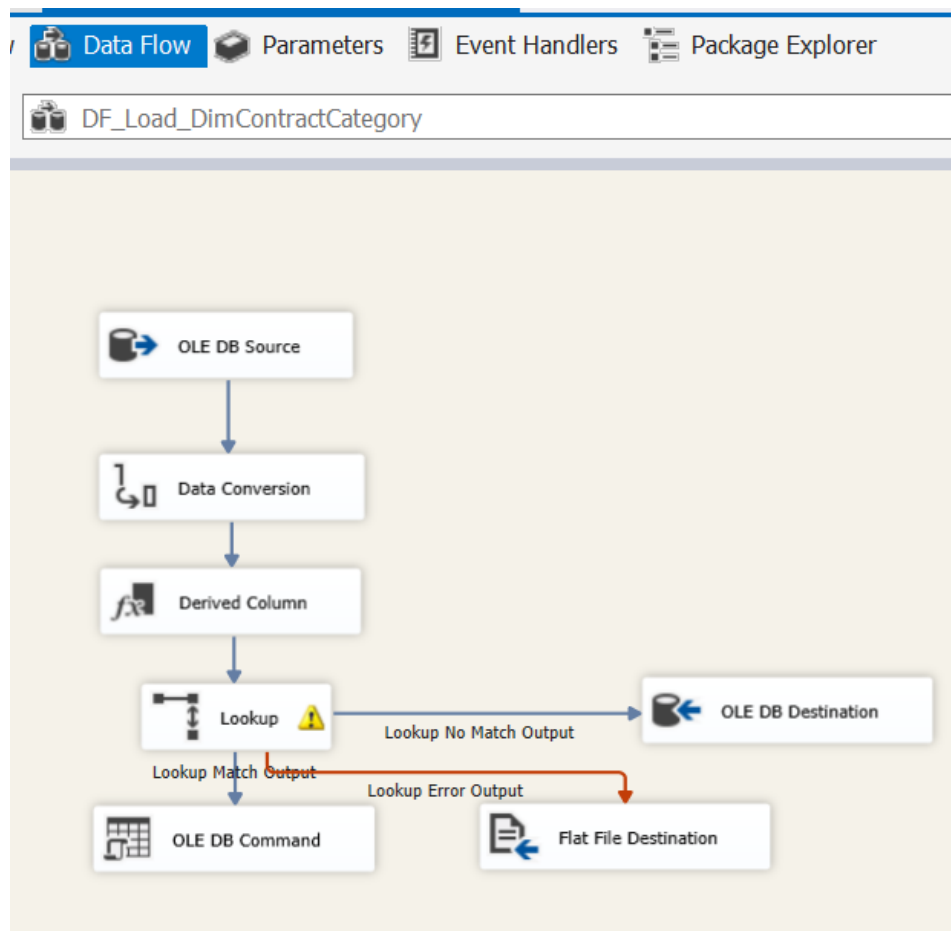 Data Flow Parameters Event Handlers Package Explorer
DF_Load_DimContractCategory
OLE DB Source
Data Conversion
Derived Column
Lookup
OLE DB Destination
Lookup No Match Output
Lookup Match Output
Lookup Error Output
OLE DB Command
Flat File Destination